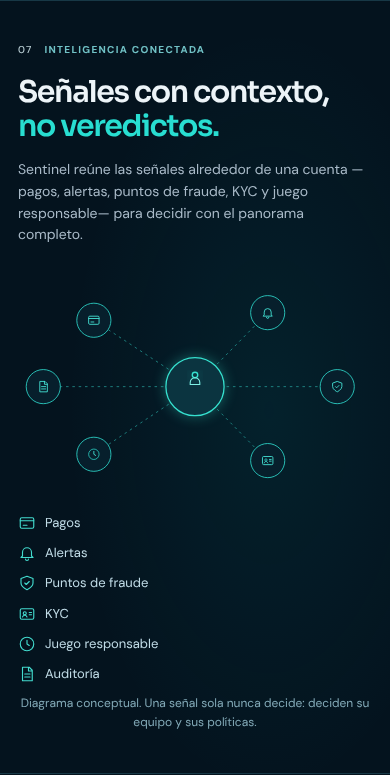 07 INTELIGENCIA CONECTADA
Señales con contexto,
no veredictos.
Sentinel reúne las señales alrededor de una cuenta —
pagos, alertas, puntos de fraude, KYC y juego
responsable— para decidir con el panorama
completo.
Pagos
Alertas
Puntos de fraude
KYC
Juego responsable
Auditoría
Diagrama conceptual. Una señal sola nunca decide: deciden su
equipo y sus políticas.